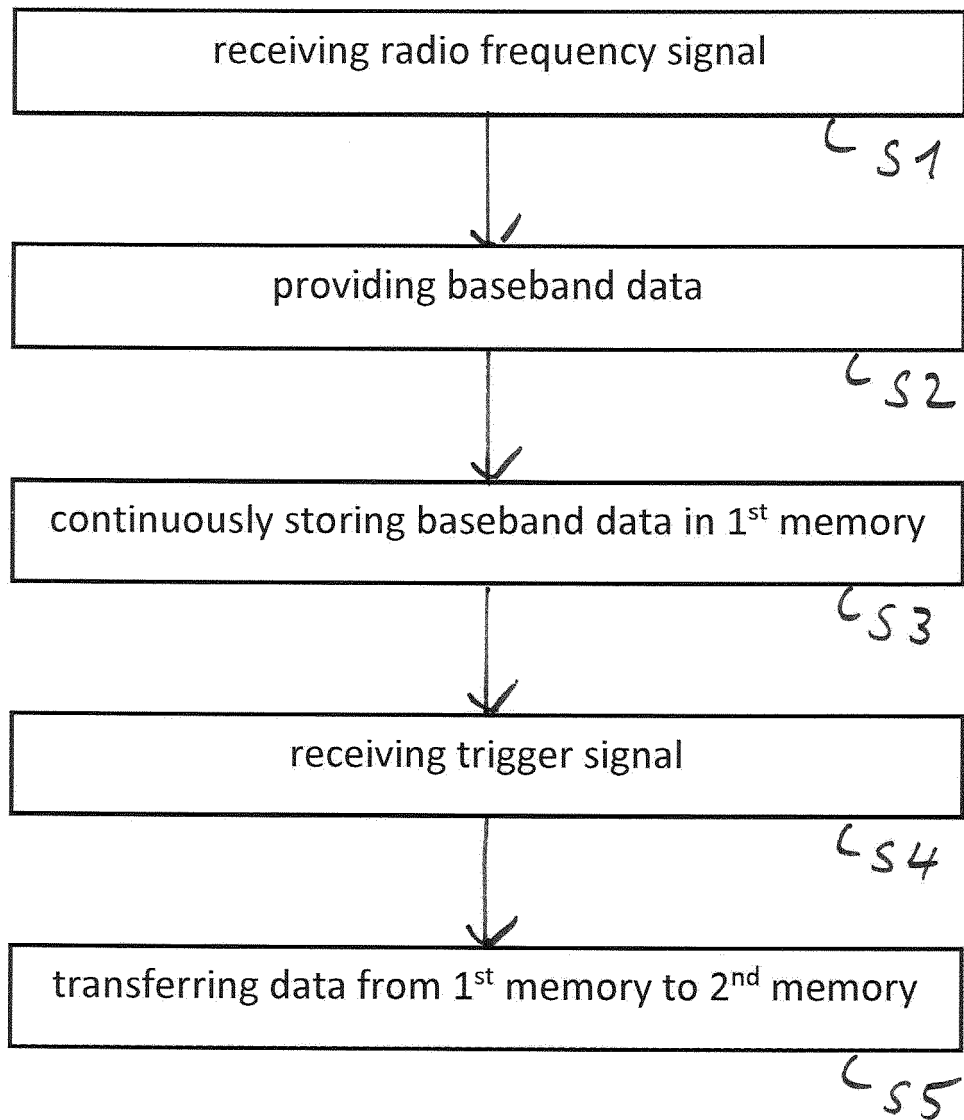 receiving radio frequency signal
S1
providing baseband data
S2
continuously storing baseband data in 1st memory
S3
receiving trigger signal
S4
transferring data from 1st memory to 2nd memory
S5